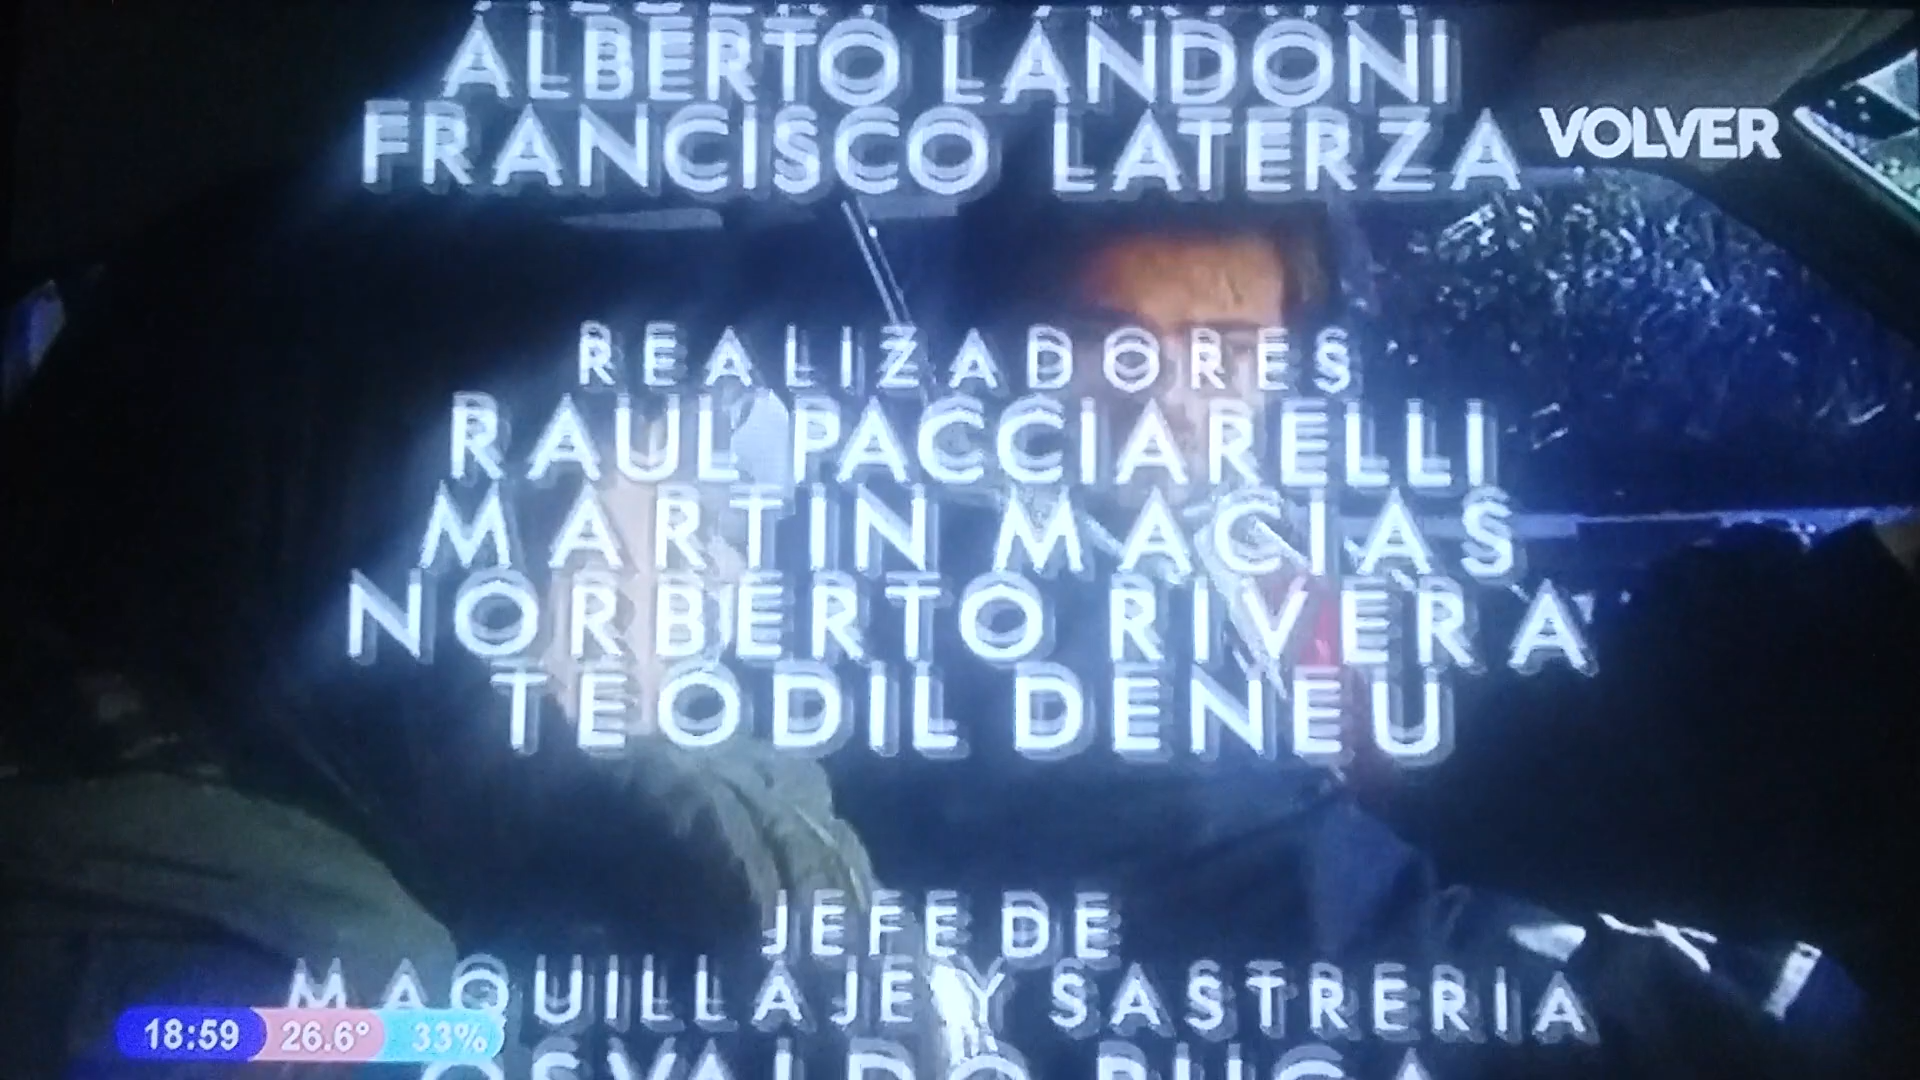 ALBERTO LANDONI
FRANCISCO LATERZA
VOLVER
REALIZADORES
RAUL PACCIARELLI
MARTIN MACIAS
NORBERTO RIVERA
TEODIL DENEU
JEFE DE
MAQUILLAJE Y SASTRERIA
OSVALDO
18:59 26.6° 33%